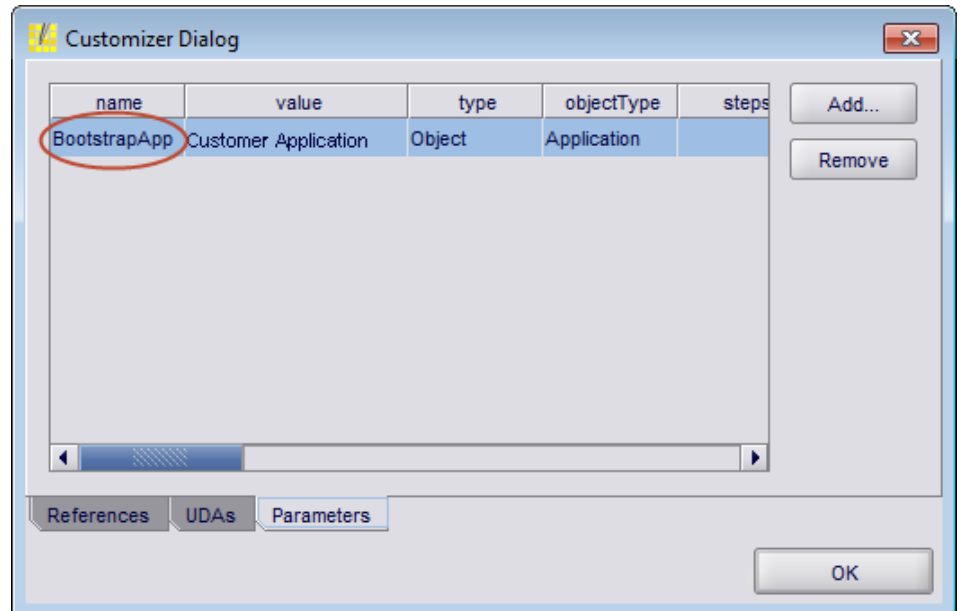 Customizer Dialog
name value type objectType steps Add...
BootstrapApp Customer Application Object Application
Remove
References UDAs Parameters
OK